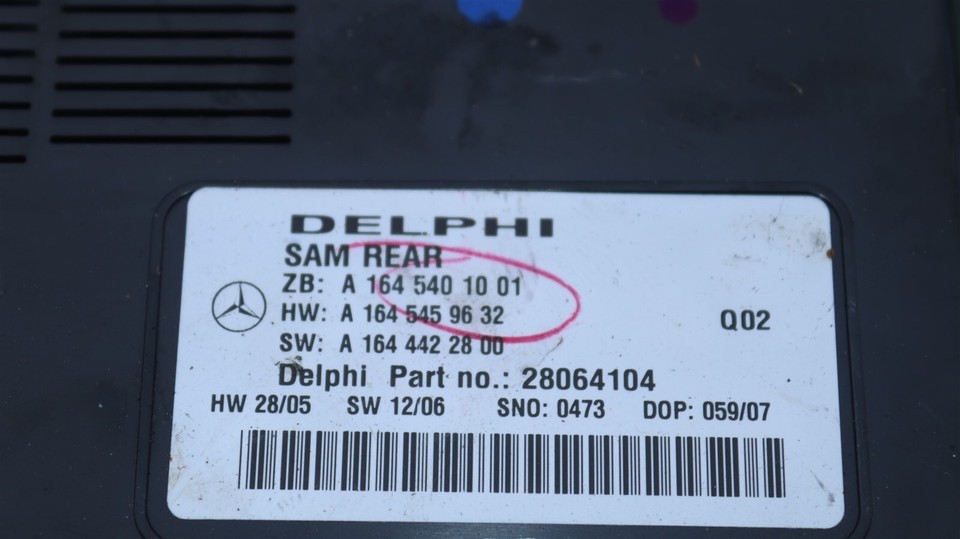 DELPHI
SAM REAR
ZB: A 164 540 10 01
HW: A 164 545 96 32
SW: A 164 442 28 00
Q02
Delphi Part no.: 28064104
HW 28/05 SW 12/06 SNO: 0473 DOP: 059/07